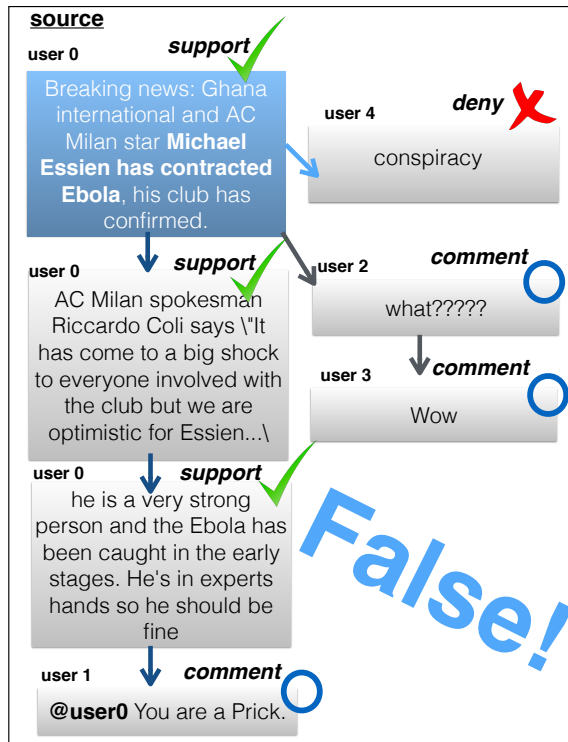 source
user 0
support
Breaking news: Ghana
international and AC
Milan star Michael
Essien has contracted
Ebola, his club has
confirmed.
user 4
deny
conspiracy
user 0
support
AC Milan spokesman
Riccardo Coli says \"It
has come to a big shock
to everyone involved with
the club but we are
optimistic for Essien...\
user 2
comment
what?????
user 3
comment
Wow
user 0
support
he is a very strong
person and the Ebola has
been caught in the early
stages. He's in experts
hands so he should be
fine
False!
user 1
comment
@user0 You are a Prick.